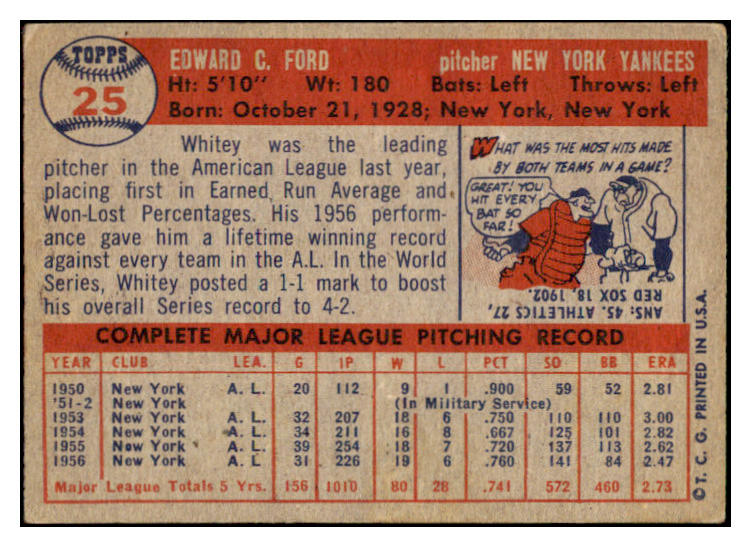 TOPPS
25
EDWARD C. FORD pitcher NEW YORK YANKEES
Ht: 5'10" Wt: 180 Bats: Left Throws: Left
Born: October 21, 1928; New York, New York
Whitey was the leading
pitcher in the American League last year,
placing first in Earned Run Average and
Won-Lost Percentages. His 1956 perform-
ance gave him a lifetime winning record
against every team in the A.L. In the World
Series, Whitey posted a 1-1 mark to boost
his overall Series record to 4-2.
WHAT WAS THE MOST HITS MADE
BY BOTH TEAMS IN A GAME?
GREAT! YOU
HIT EVERY
BAT SO
FAR!
ANS: 45. ATHLETICS 27,
RED SOX 18, 1902.
COMPLETE MAJOR LEAGUE PITCHING RECORD
YEAR CLUB LEA. G IP W L PCT SO BB ERA
1950 New York A. L. 20 112 9 1 .900 59 52 2.81
'51-2 New York (In Military Service)
1953 New York A. L. 32 207 18 6 .750 110 110 3.00
1954 New York A. L. 34 211 16 8 .667 125 101 2.82
1955 New York A. L. 39 254 18 7 .720 137 113 2.62
1956 New York A. L 31 226 19 6 .760 141 84 2.47
Major League Totals 5 Yrs. 156 1010 80 28 .741 572 460 2.73
© T. C. G. PRINTED IN U.S.A.